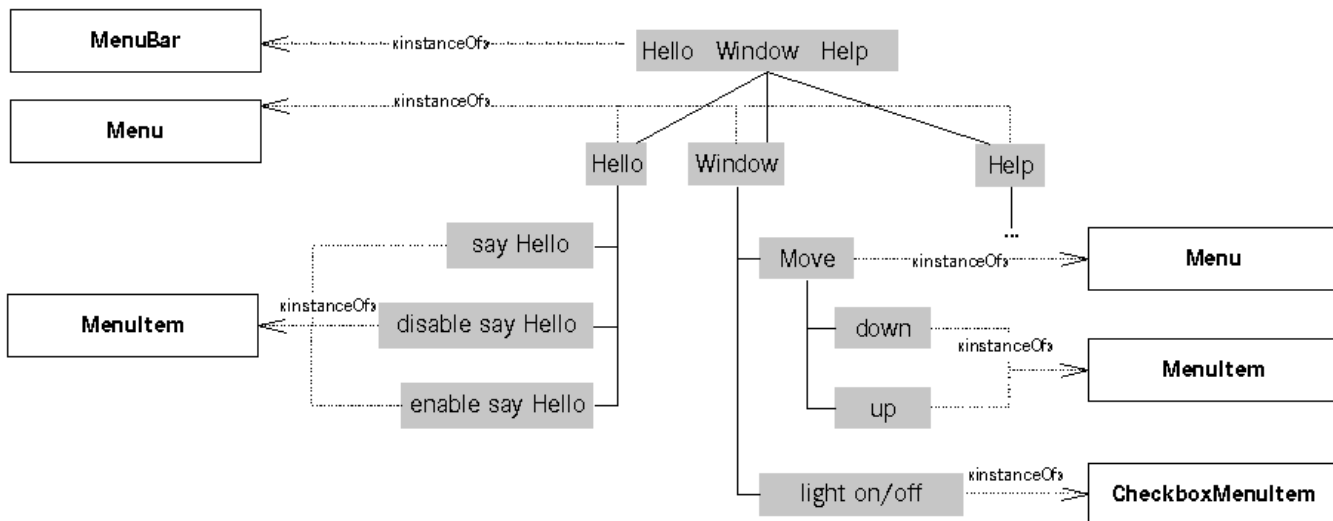 MenuBar
«instanceOf»
Hello Window Help
«instanceOf»
Menu
Hello
Window
Help
...
say Hello
Move
«instanceOf»
Menu
«instanceOf»
MenuItem
disable say Hello
down
«instanceOf»
MenuItem
enable say Hello
up
light on/off
«instanceOf»
CheckboxMenuItem